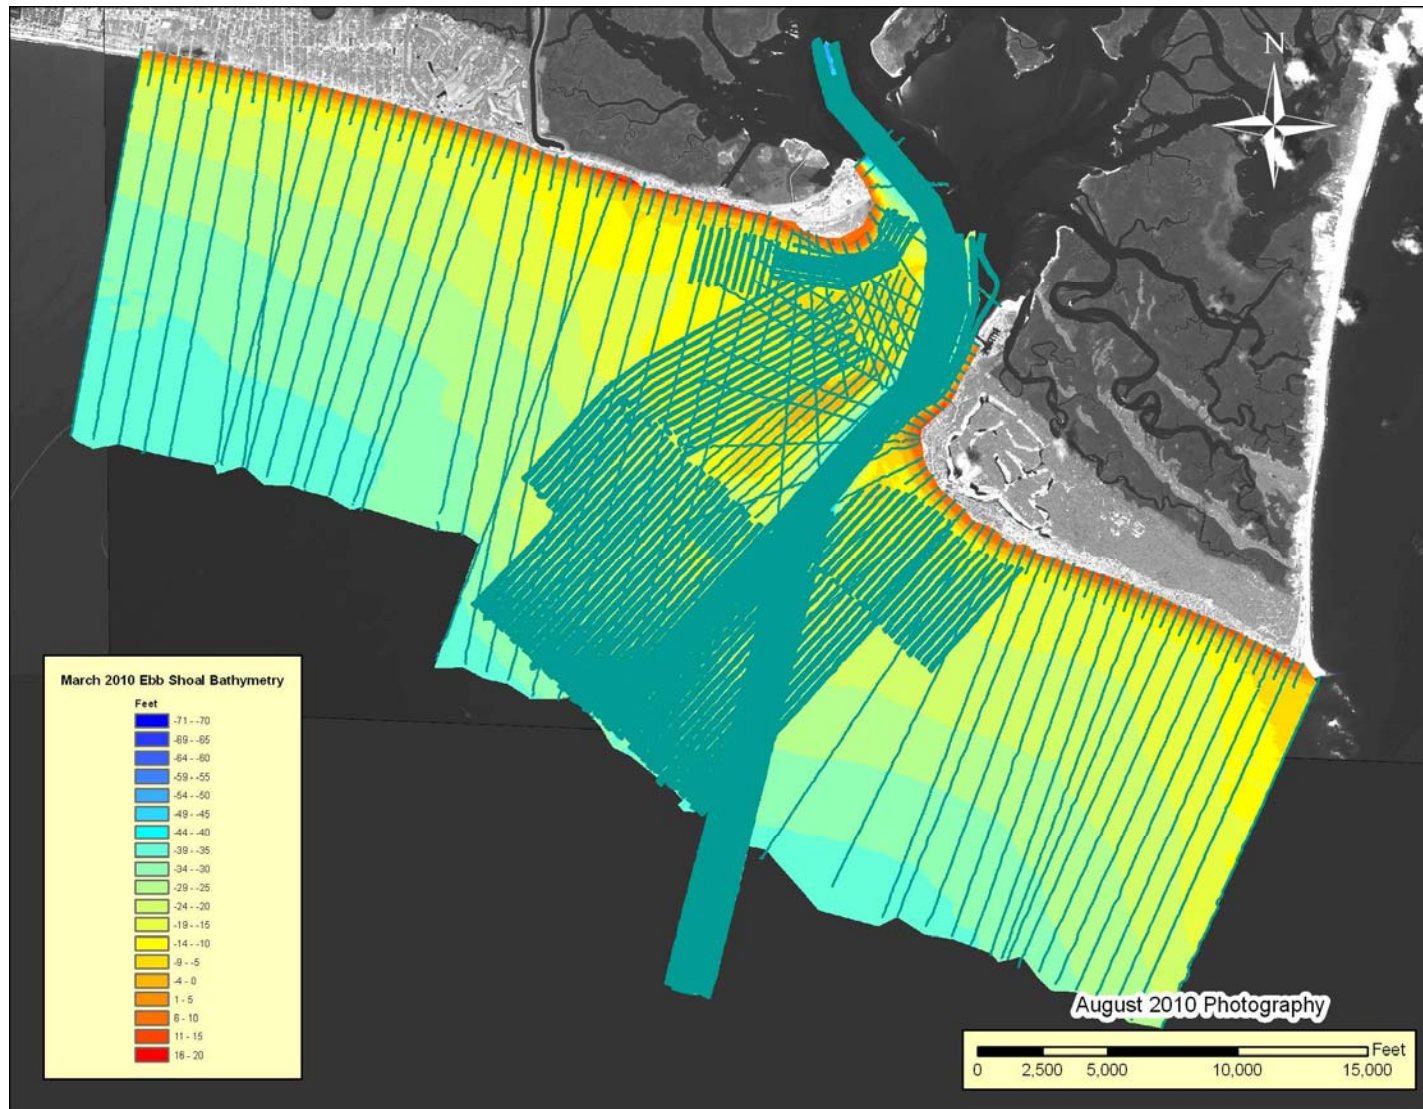 N
March 2010 Ebb Shoal Bathymetry
Feet
-71 - -70
-69 - -65
-64 - -60
-59 - -55
-54 - -50
-49 - -45
-44 - -40
-39 - -35
-34 - -30
-29 - -25
-24 - -20
-19 - -15
-14 - -10
-9 - -5
-4 - 0
1 - 5
6 - 10
11 - 15
16 - 20
August 2010 Photography
Feet
0 2,500 5,000 10,000 15,000